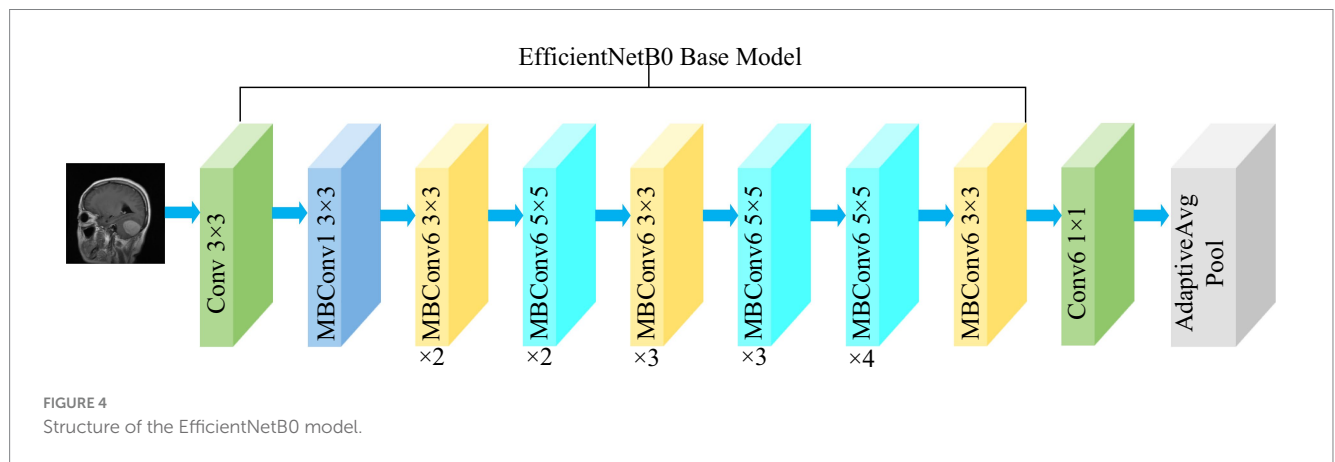 EfficientNetB0 Base Model
Conv 3×3
MBConv1 3×3
MBConv6 3×3
×2
MBConv6 5×5
×2
MBConv6 3×3
×3
MBConv6 5×5
×3
MBConv6 5×5
×4
MBConv6 3×3
Conv6 1×1
AdaptiveAvg
Pool
FIGURE 4
Structure of the EfficientNetB0 model.